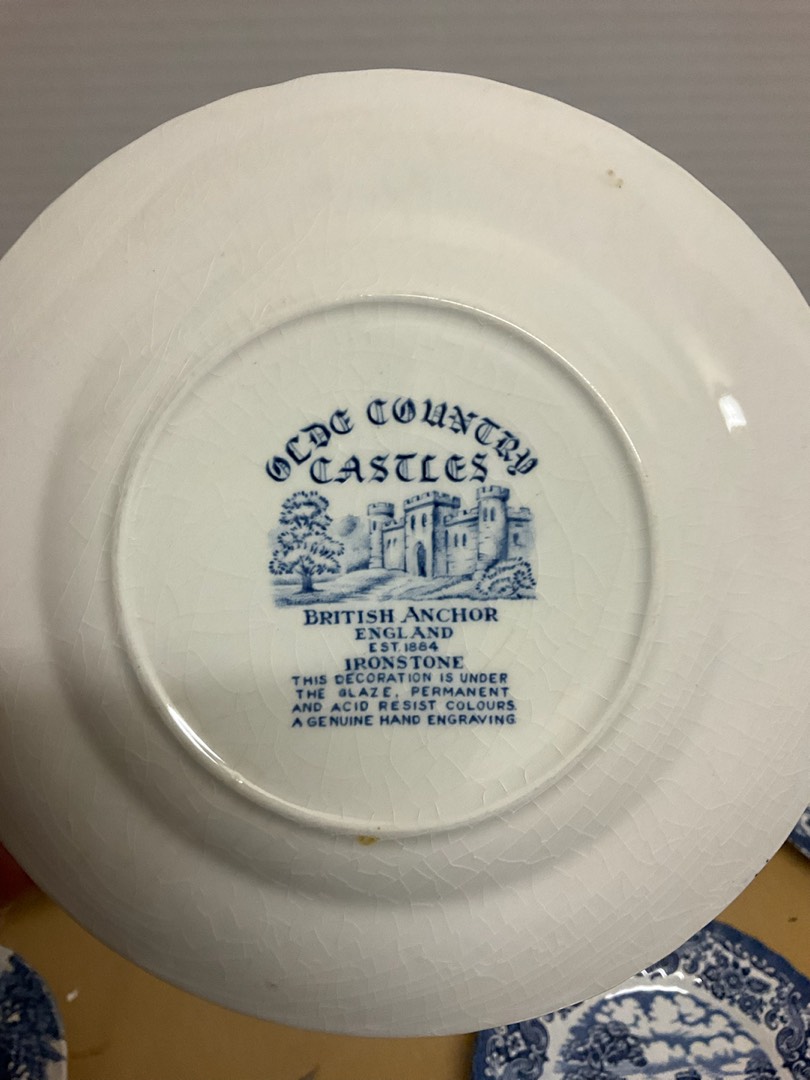 OLDE COUNTRY
CASTLES
BRITISH ANCHOR
ENGLAND
EST. 1884
IRONSTONE
THIS DECORATION IS UNDER
THE GLAZE, PERMANENT
AND ACID RESIST COLOURS.
A GENUINE HAND ENGRAVING